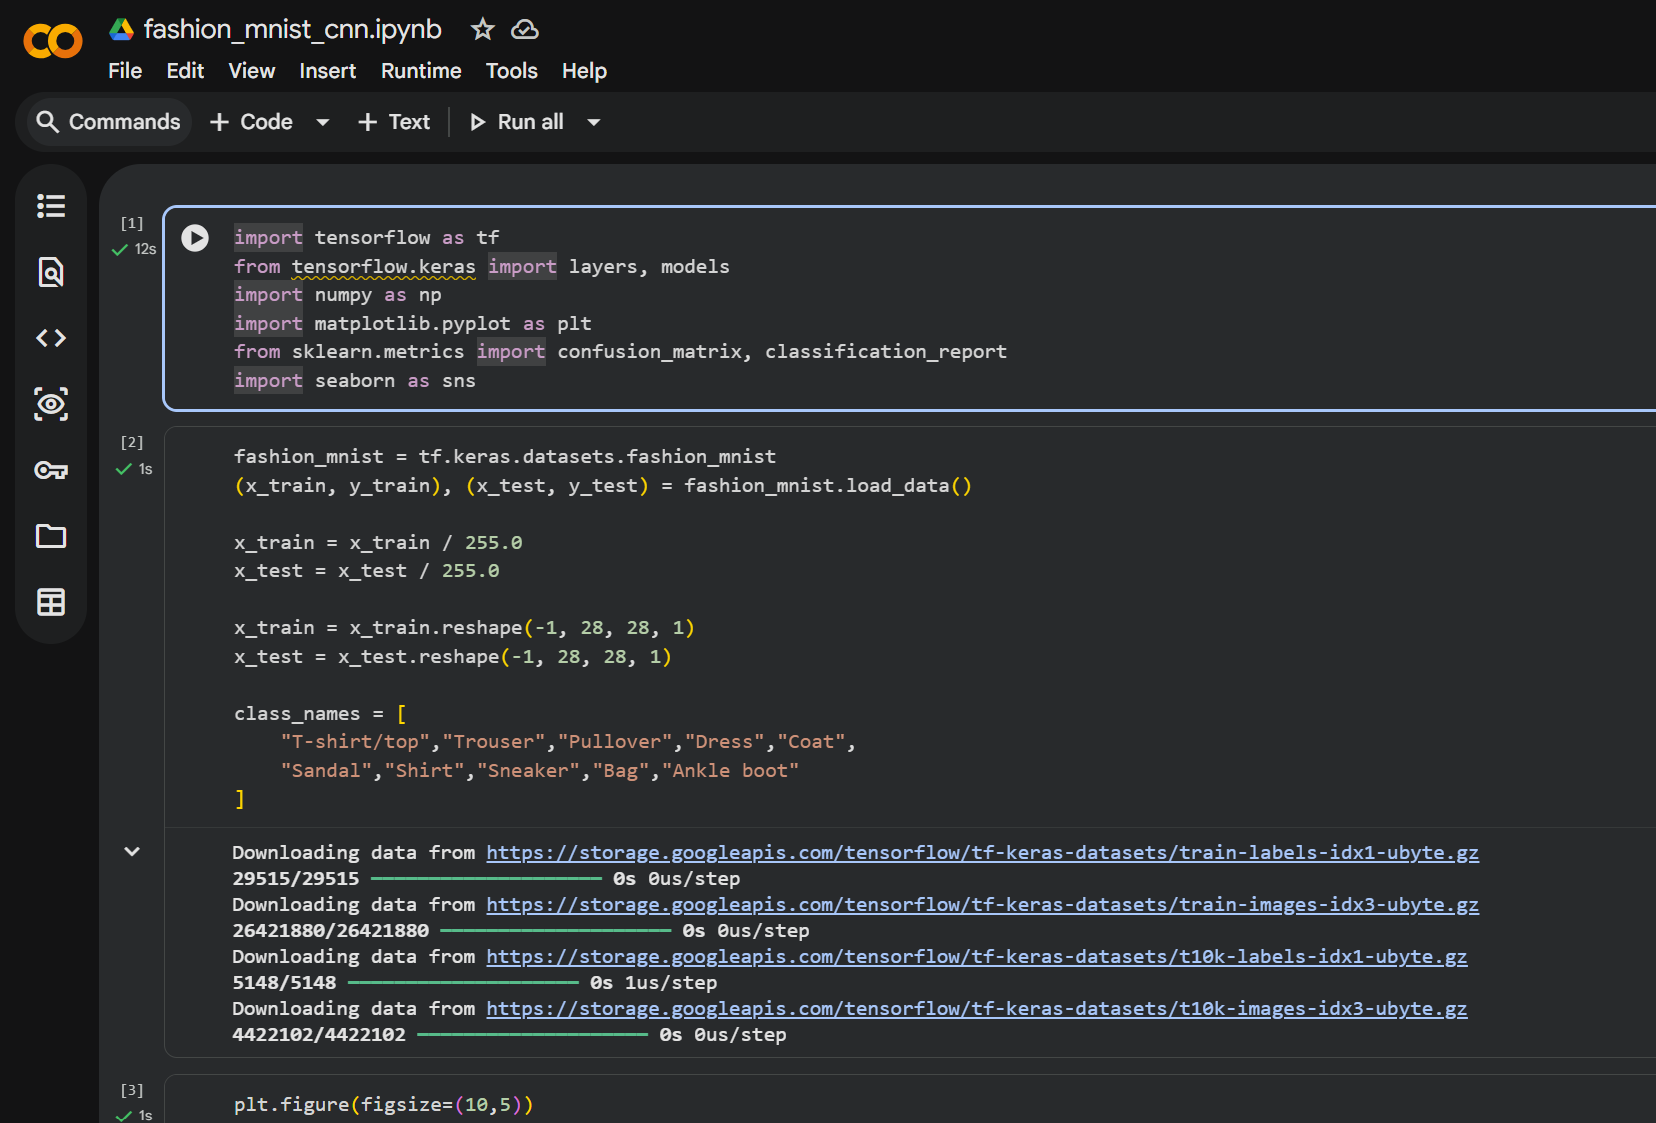 fashion_mnist_cnn.ipynb
File Edit View Insert Runtime Tools Help
Commands + Code + Text Run all
[1]
12s
import tensorflow as tf
from tensorflow.keras import layers, models
import numpy as np
import matplotlib.pyplot as plt
from sklearn.metrics import confusion_matrix, classification_report
import seaborn as sns
[2]
1s
fashion_mnist = tf.keras.datasets.fashion_mnist
(x_train, y_train), (x_test, y_test) = fashion_mnist.load_data()
x_train = x_train / 255.0
x_test = x_test / 255.0
x_train = x_train.reshape(-1, 28, 28, 1)
x_test = x_test.reshape(-1, 28, 28, 1)
class_names = [
    "T-shirt/top","Trouser","Pullover","Dress","Coat",
    "Sandal","Shirt","Sneaker","Bag","Ankle boot"
]
Downloading data from https://storage.googleapis.com/tensorflow/tf-keras-datasets/train-labels-idx1-ubyte.gz
29515/29515 0s 0us/step
Downloading data from https://storage.googleapis.com/tensorflow/tf-keras-datasets/train-images-idx3-ubyte.gz
26421880/26421880 0s 0us/step
Downloading data from https://storage.googleapis.com/tensorflow/tf-keras-datasets/t10k-labels-idx1-ubyte.gz
5148/5148 0s 1us/step
Downloading data from https://storage.googleapis.com/tensorflow/tf-keras-datasets/t10k-images-idx3-ubyte.gz
4422102/4422102 0s 0us/step
[3]
1s
plt.figure(figsize=(10,5))